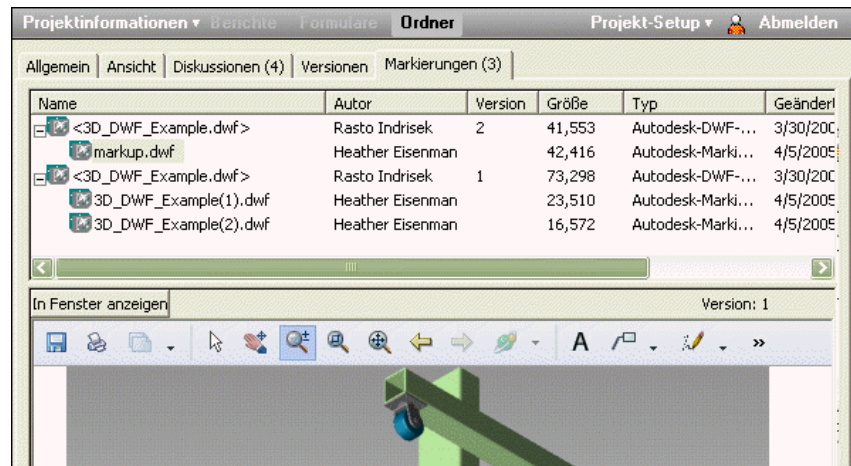 Projektinformationen ▾ Berichte Formulare Ordner Projekt-Setup ▾ Abmelden
Allgemein Ansicht Diskussionen (4) Versionen Markierungen (3)
Name Autor Version Größe Typ Geändert
<3D_DWF_Example.dwf> Rasto Indrisek 2 41,553 Autodesk-DWF-... 3/30/200
markup.dwf Heather Eisenman 42,416 Autodesk-Marki... 4/5/2005
<3D_DWF_Example.dwf> Rasto Indrisek 1 73,298 Autodesk-DWF-... 3/30/200
3D_DWF_Example(1).dwf Heather Eisenman 23,510 Autodesk-Marki... 4/5/2005
3D_DWF_Example(2).dwf Heather Eisenman 16,572 Autodesk-Marki... 4/5/2005
In Fenster anzeigen Version: 1
A »